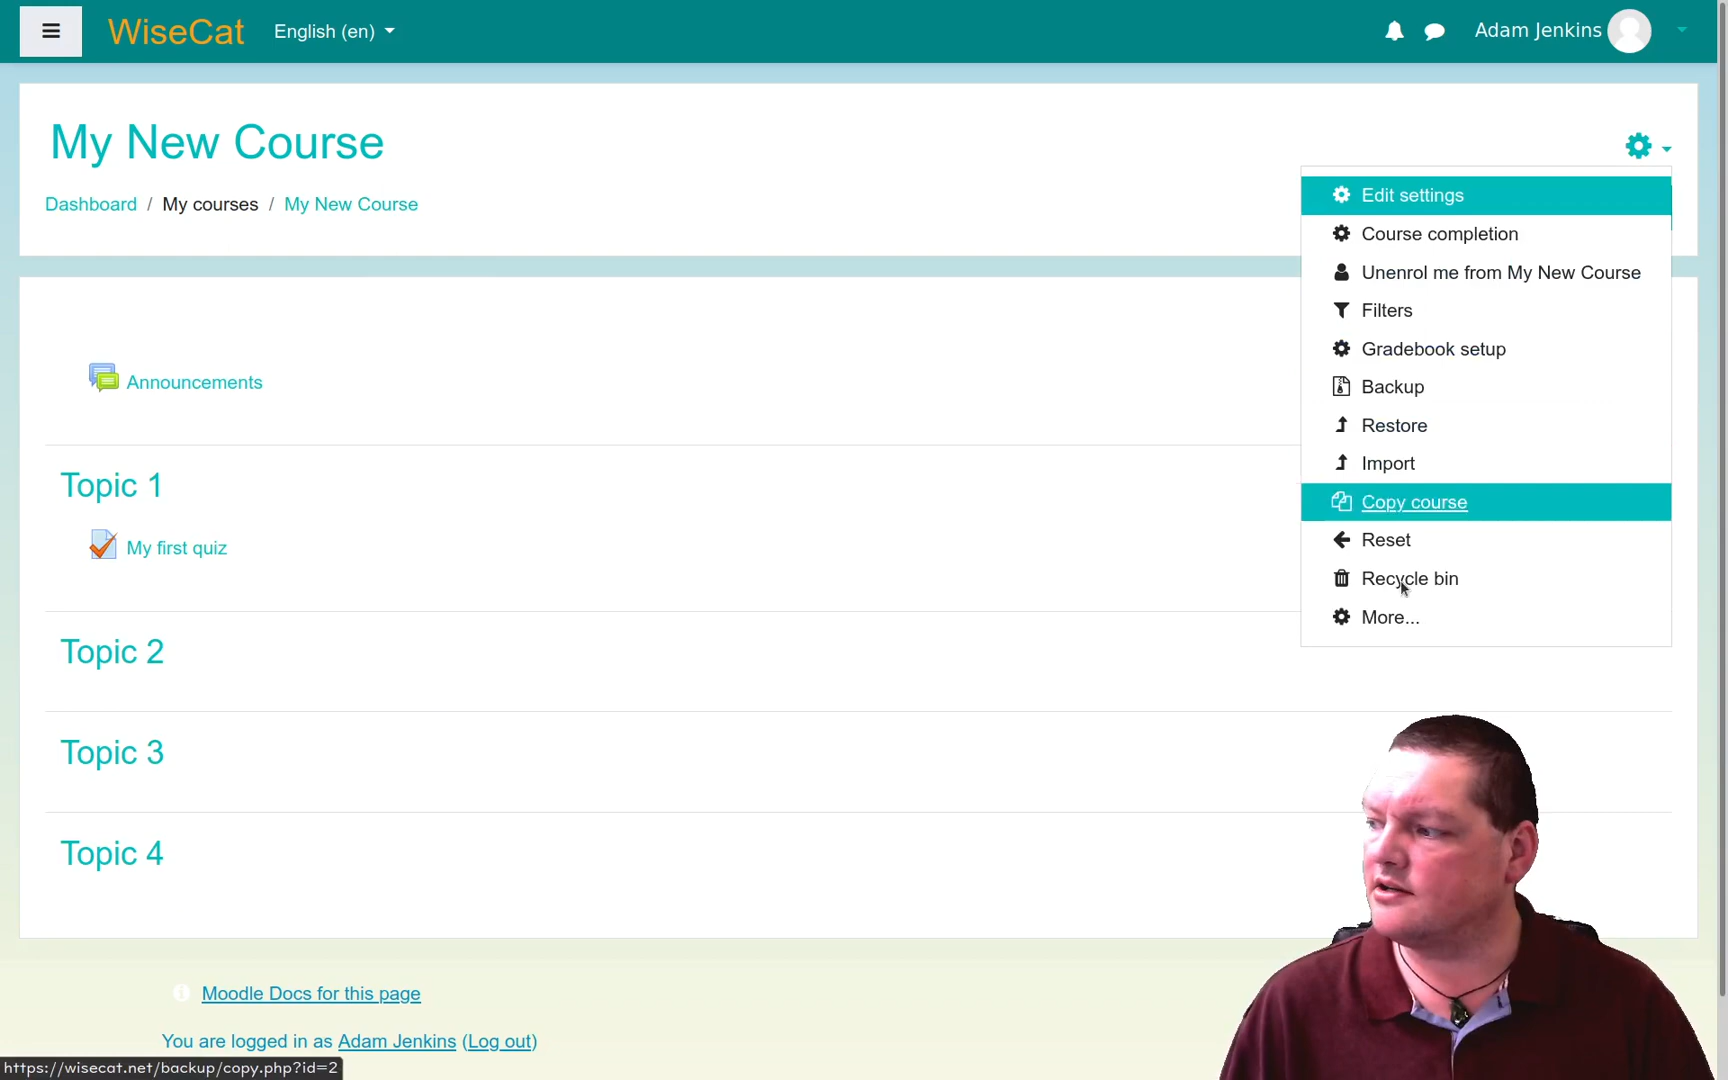 WiseCat English (en) Adam Jenkins
My New Course
Dashboard / My courses / My New Course
Edit settings
Course completion
Unenrol me from My New Course
Filters
Gradebook setup
Backup
Restore
Import
Copy course
Reset
Recycle bin
More...
Announcements
Topic 1
My first quiz
Topic 2
Topic 3
Topic 4
Moodle Docs for this page
You are logged in as Adam Jenkins (Log out)
https://wisecat.net/backup/copy.php?id=2